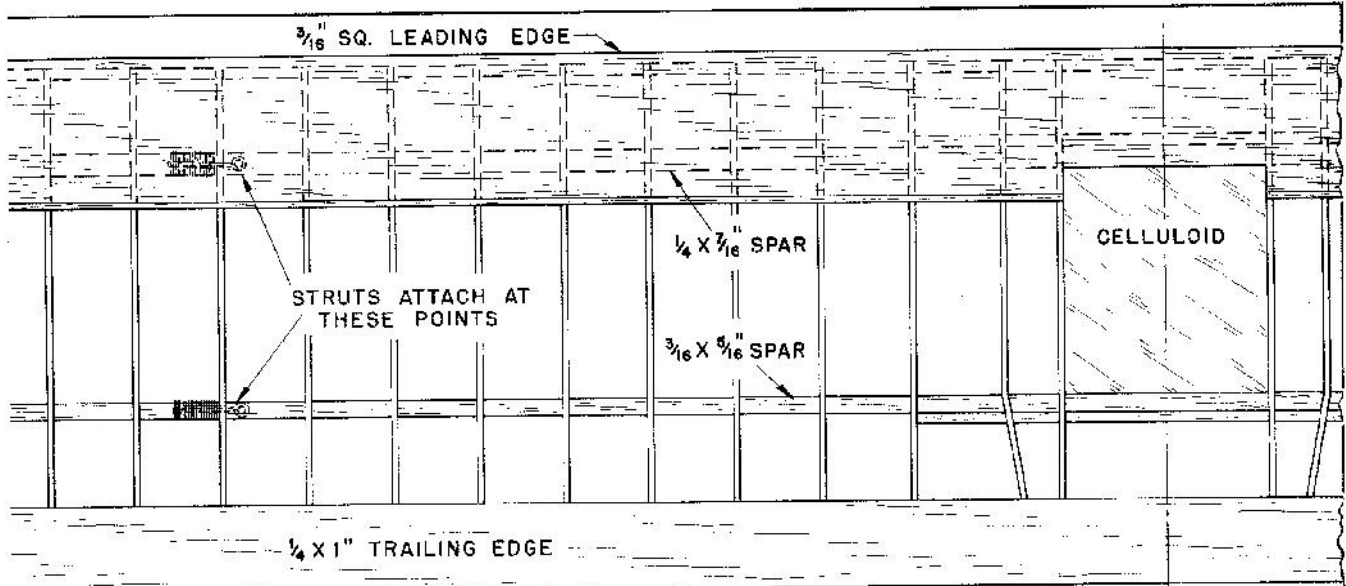 3/16" SQ. LEADING EDGE
1/4 X 7/16" SPAR
CELLULOID
STRUTS ATTACH AT
THESE POINTS
3/16 X 5/16" SPAR
1/4 X 1" TRAILING EDGE